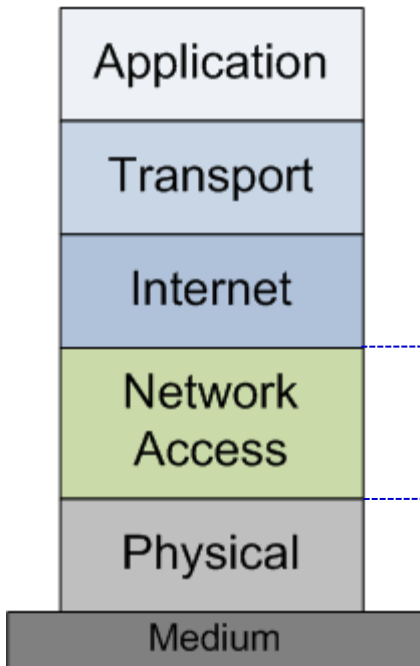 Application
Transport
Internet
Network
Access
Physical
Medium